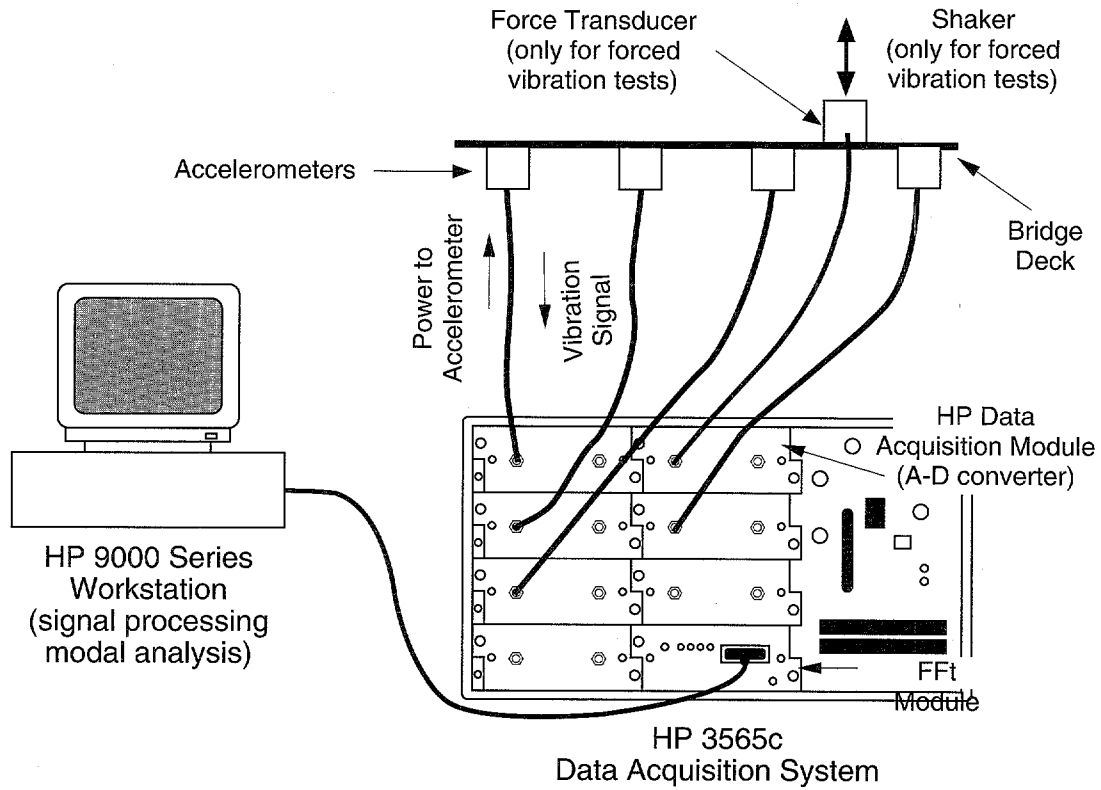 Force Transducer
(only for forced
vibration tests)
Shaker
(only for forced
vibration tests)
Accelerometers
Bridge
Deck
Power to
Accelerometer
Vibration
Signal
HP Data
Acquisition Module
(A-D converter)
HP 9000 Series
Workstation
(signal processing
modal analysis)
FFt
Module
HP 3565c
Data Acquisition System